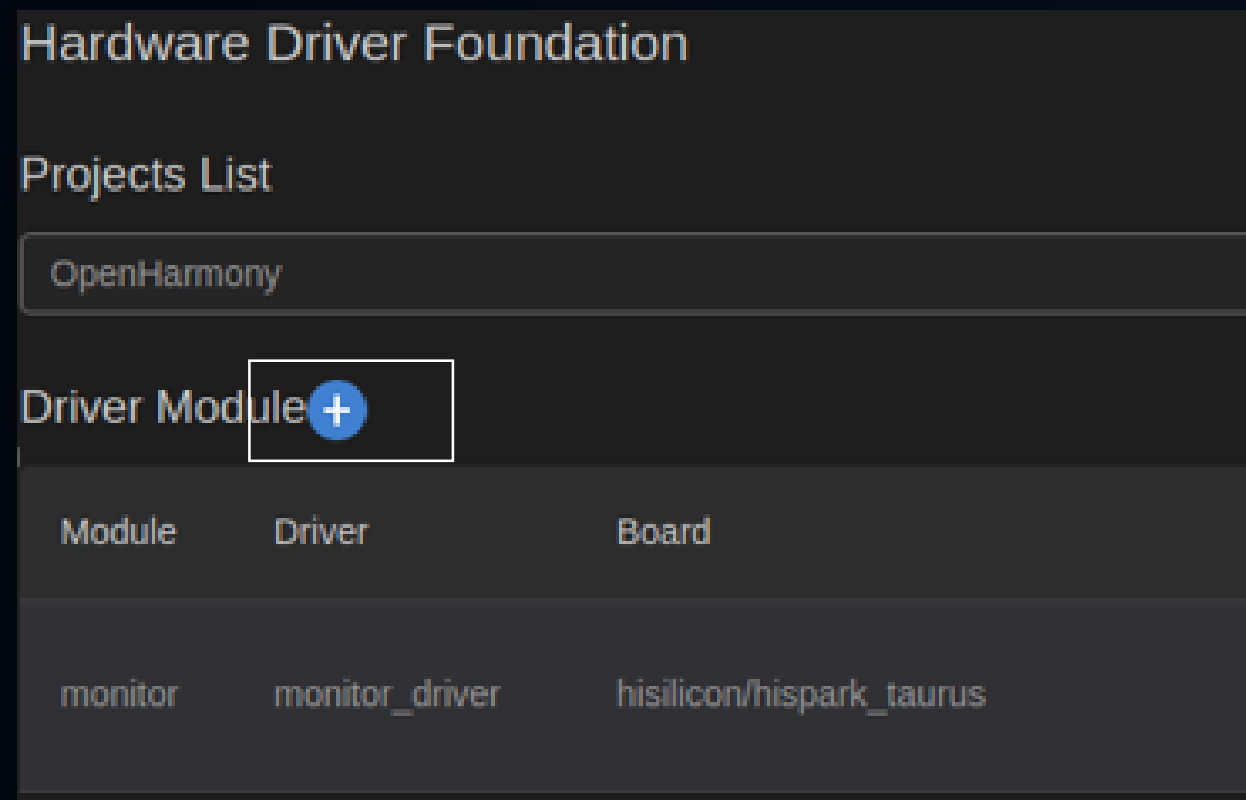 Hardware Driver Foundation
Projects List
OpenHarmony
Driver Module +
Module Driver Board
monitor monitor_driver hisilicon/hispark_taurus